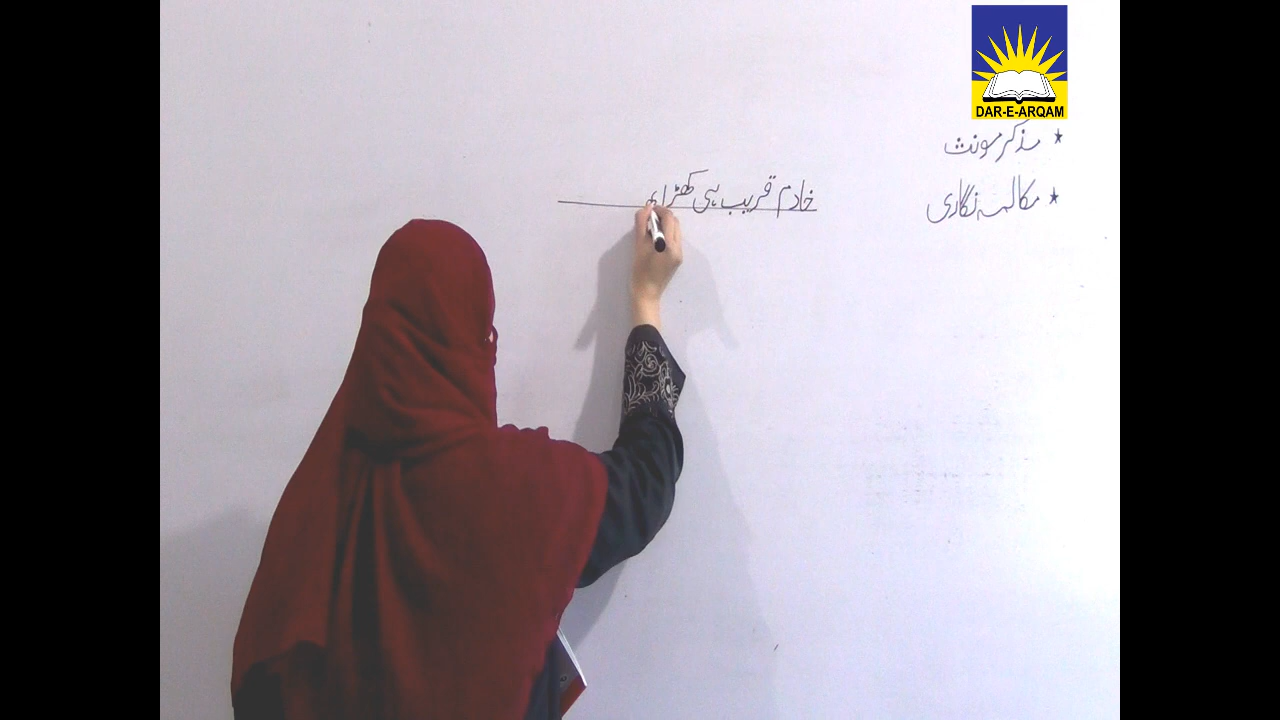 DAR-E-ARQAM
* مذکر مونث
* مکالمہ نگاری
خادم قریب ہی کھڑا